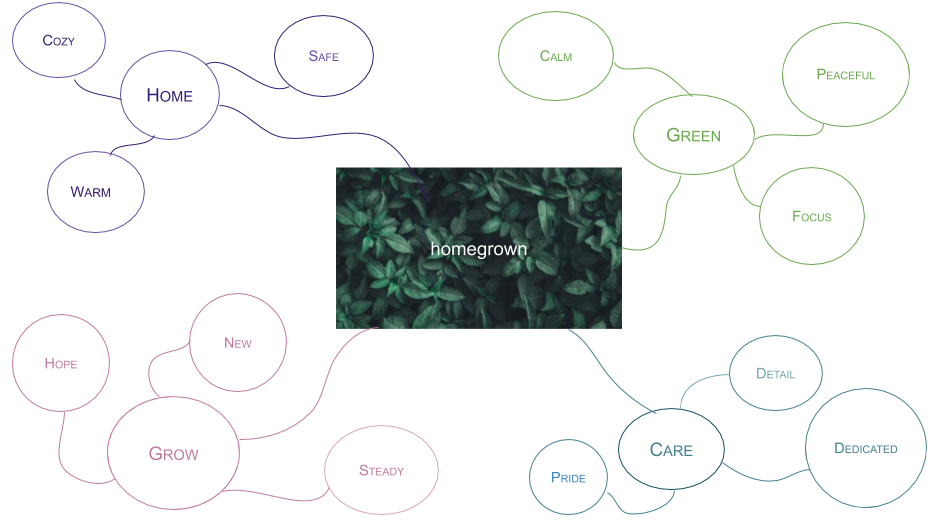 Cozy
Safe
Home
Warm
Calm
Peaceful
Green
Focus
homegrown
Hope
New
Grow
Steady
Detail
Care
Dedicated
Pride